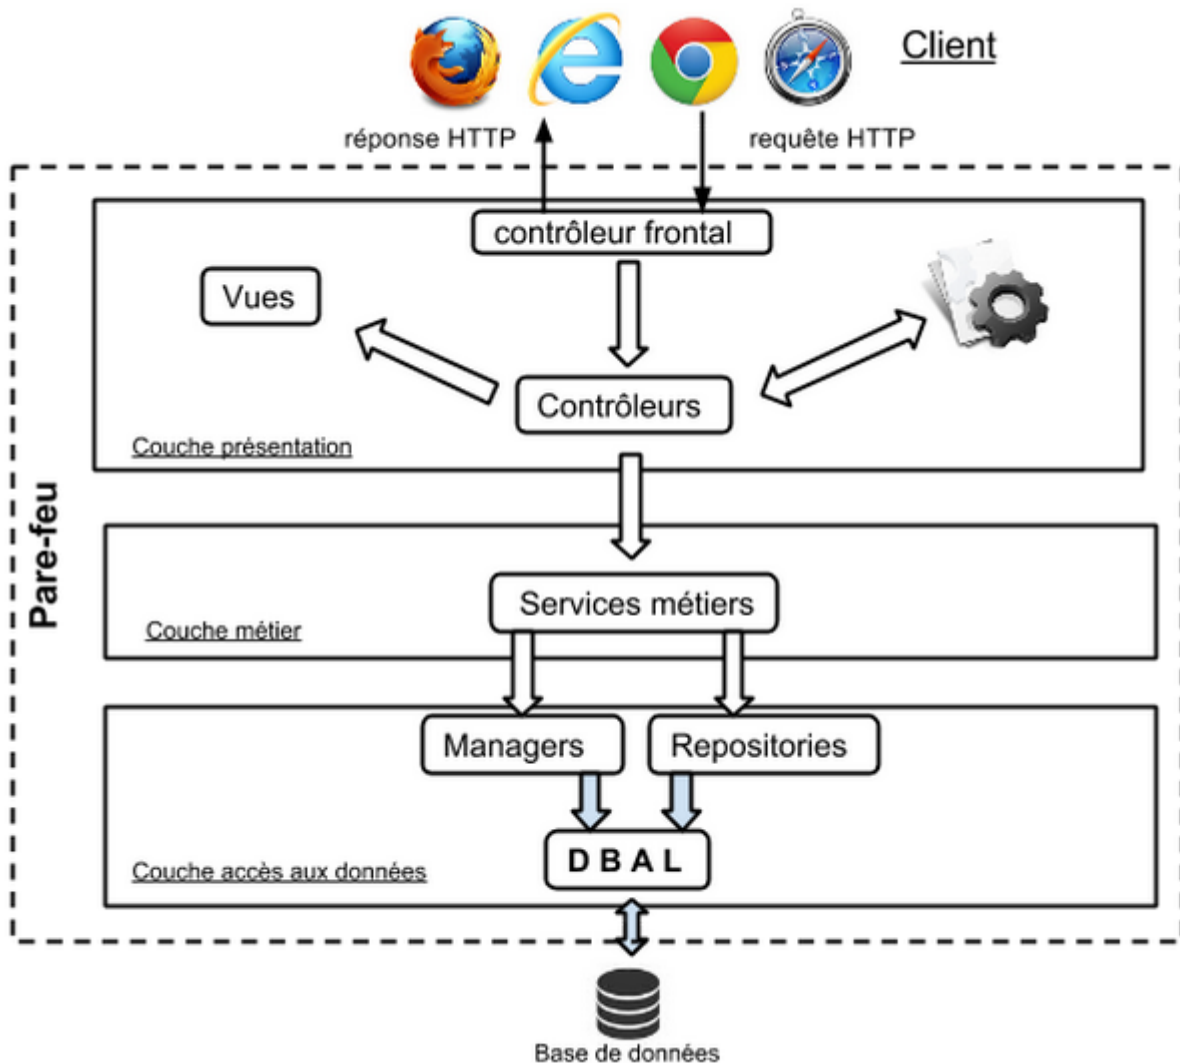 Client
réponse HTTP
requête HTTP
contrôleur frontal
Vues
Contrôleurs
Couche présentation
Pare-feu
Services métiers
Couche métier
Managers
Repositories
D B A L
Couche accès aux données
Base de données